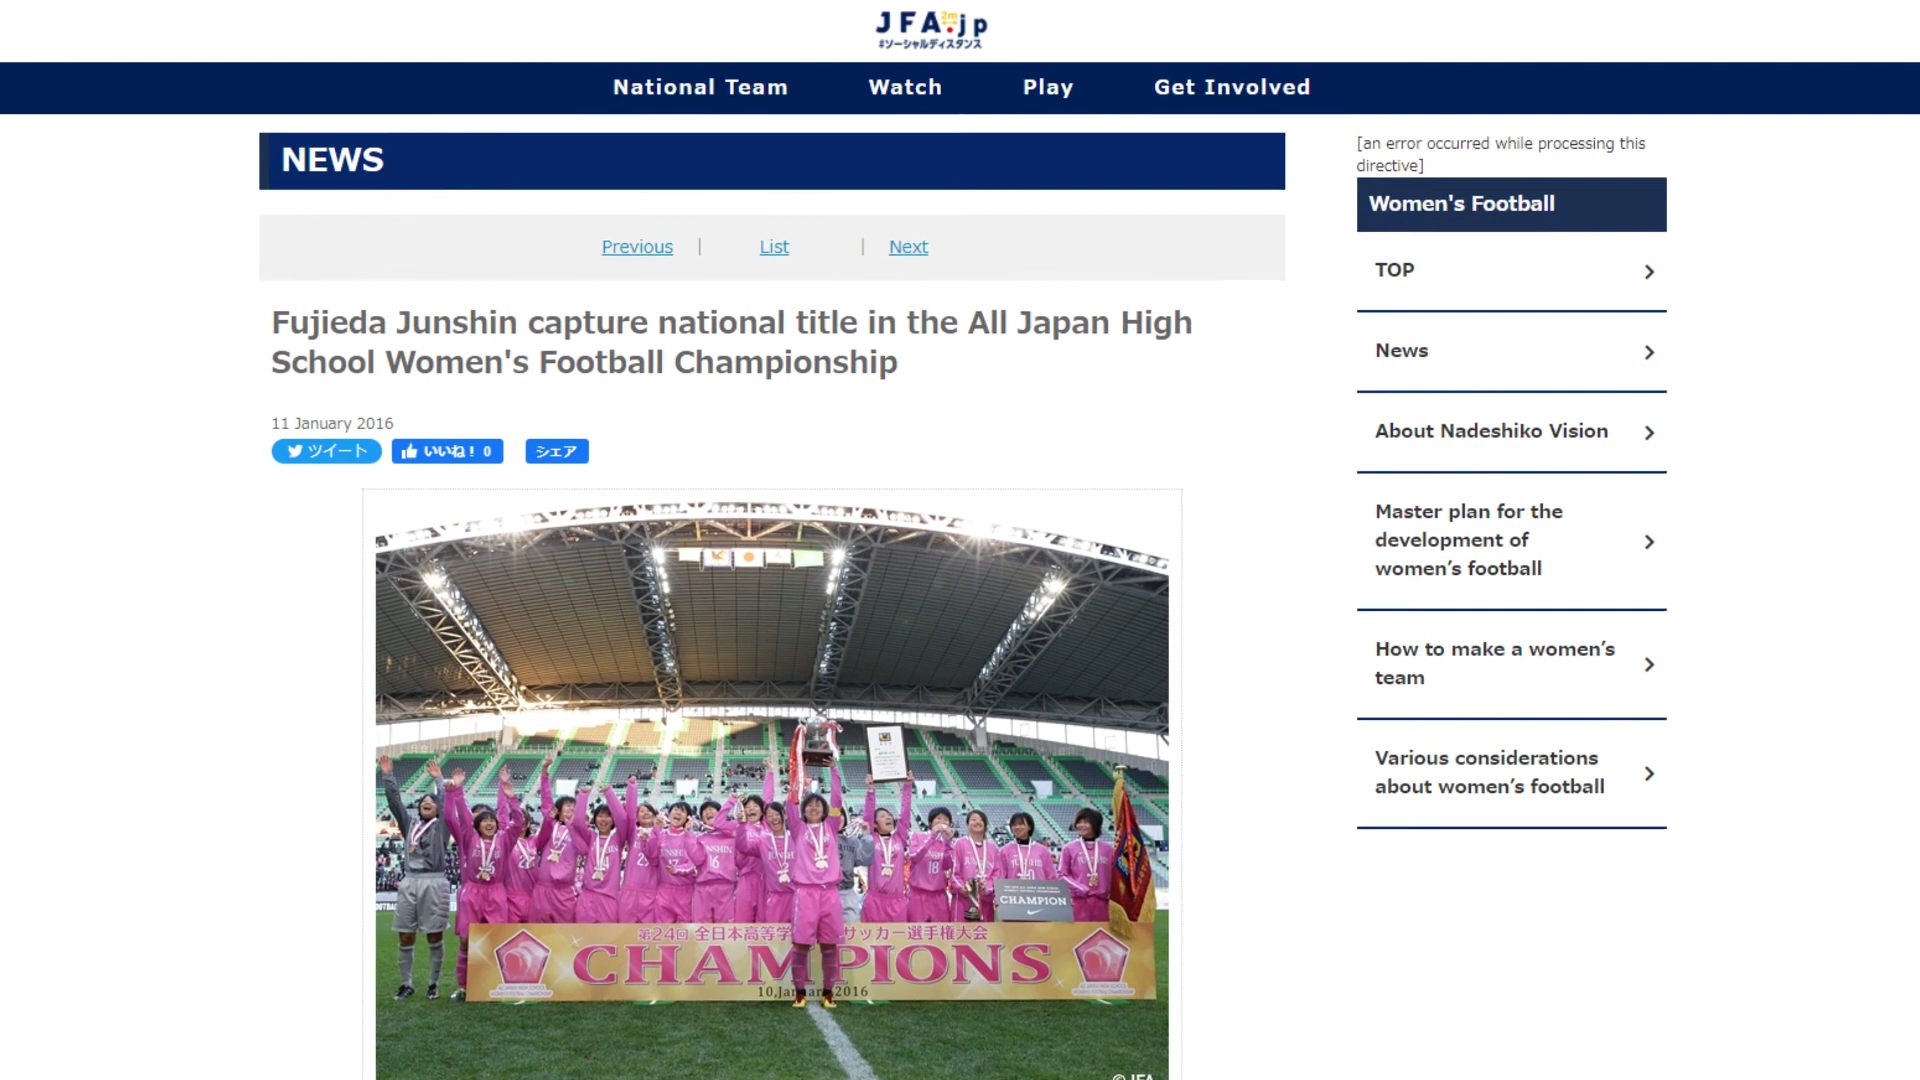 JFA.jp
2m
#ソーシャルディスタンス
National Team
Watch
Play
Get Involved
NEWS
Previous | List | Next
Fujieda Junshin capture national title in the All Japan High
School Women's Football Championship
11 January 2016
ツイート
いいね！ 0
シェア
CHAMPION
第24回 全日本高等学
サッカー選手権大会
CHAMPIONS
10,January,2016
© JFA
[an error occurred while processing this
directive]
Women's Football
TOP
News
About Nadeshiko Vision
Master plan for the
development of
women’s football
How to make a women’s
team
Various considerations
about women’s football